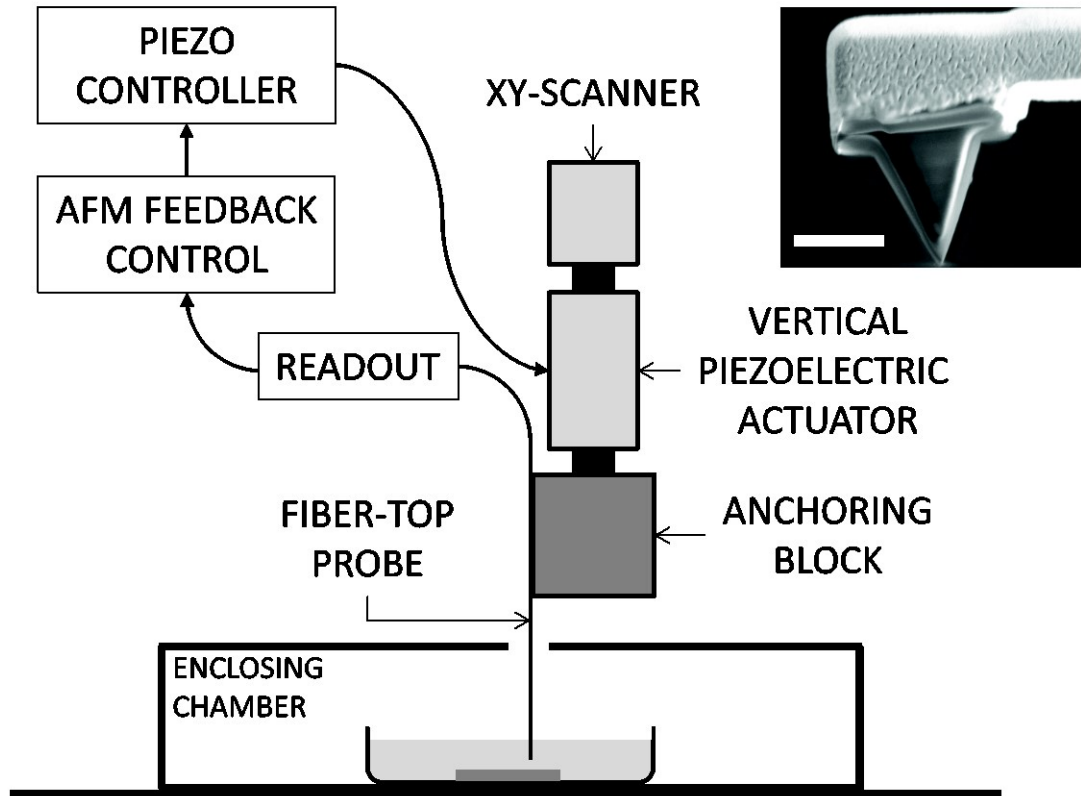 PIEZO
CONTROLLER
XY-SCANNER
AFM FEEDBACK
CONTROL
READOUT
VERTICAL
PIEZOELECTRIC
ACTUATOR
FIBER-TOP
PROBE
ANCHORING
BLOCK
ENCLOSING
CHAMBER